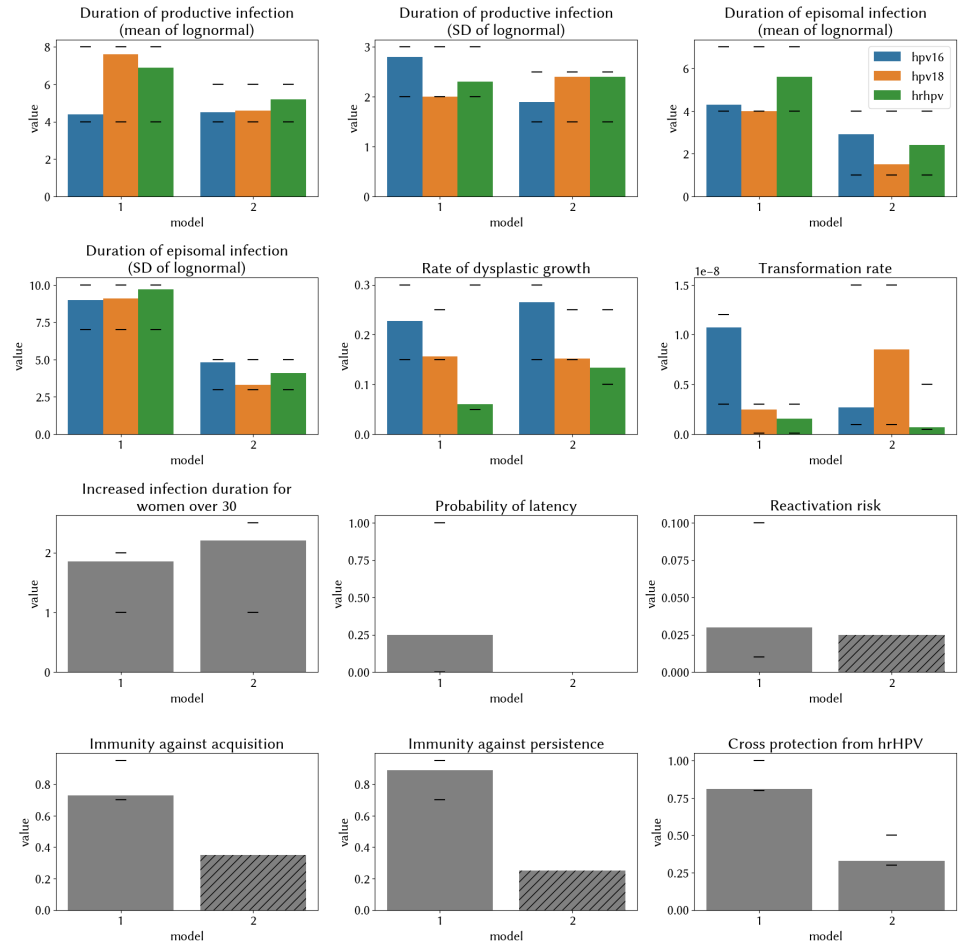 Duration of productive infection
(mean of lognormal)
8
6
4
2
0
value
1
2
model
Duration of productive infection
(SD of lognormal)
3
2
1
0
value
1
2
model
Duration of episomal infection
(mean of lognormal)
6
4
2
0
value
hpv16
hpv18
hrhpv
1
2
model
Duration of episomal infection
(SD of lognormal)
10.0
7.5
5.0
2.5
0.0
value
1
2
model
Rate of dysplastic growth
0.3
0.2
0.1
0.0
value
1
2
model
Transformation rate
1e−8
1.5
1.0
0.5
0.0
value
1
2
model
Increased infection duration for
women over 30
2
1
0
value
1
2
model
Probability of latency
1.00
0.75
0.50
0.25
0.00
value
1
2
model
Reactivation risk
0.100
0.075
0.050
0.025
0.000
value
1
2
model
Immunity against acquisition
0.8
0.6
0.4
0.2
0.0
value
1
2
model
Immunity against persistence
0.8
0.6
0.4
0.2
0.0
value
1
2
model
Cross protection from hrHPV
1.00
0.75
0.50
0.25
0.00
value
1
2
model